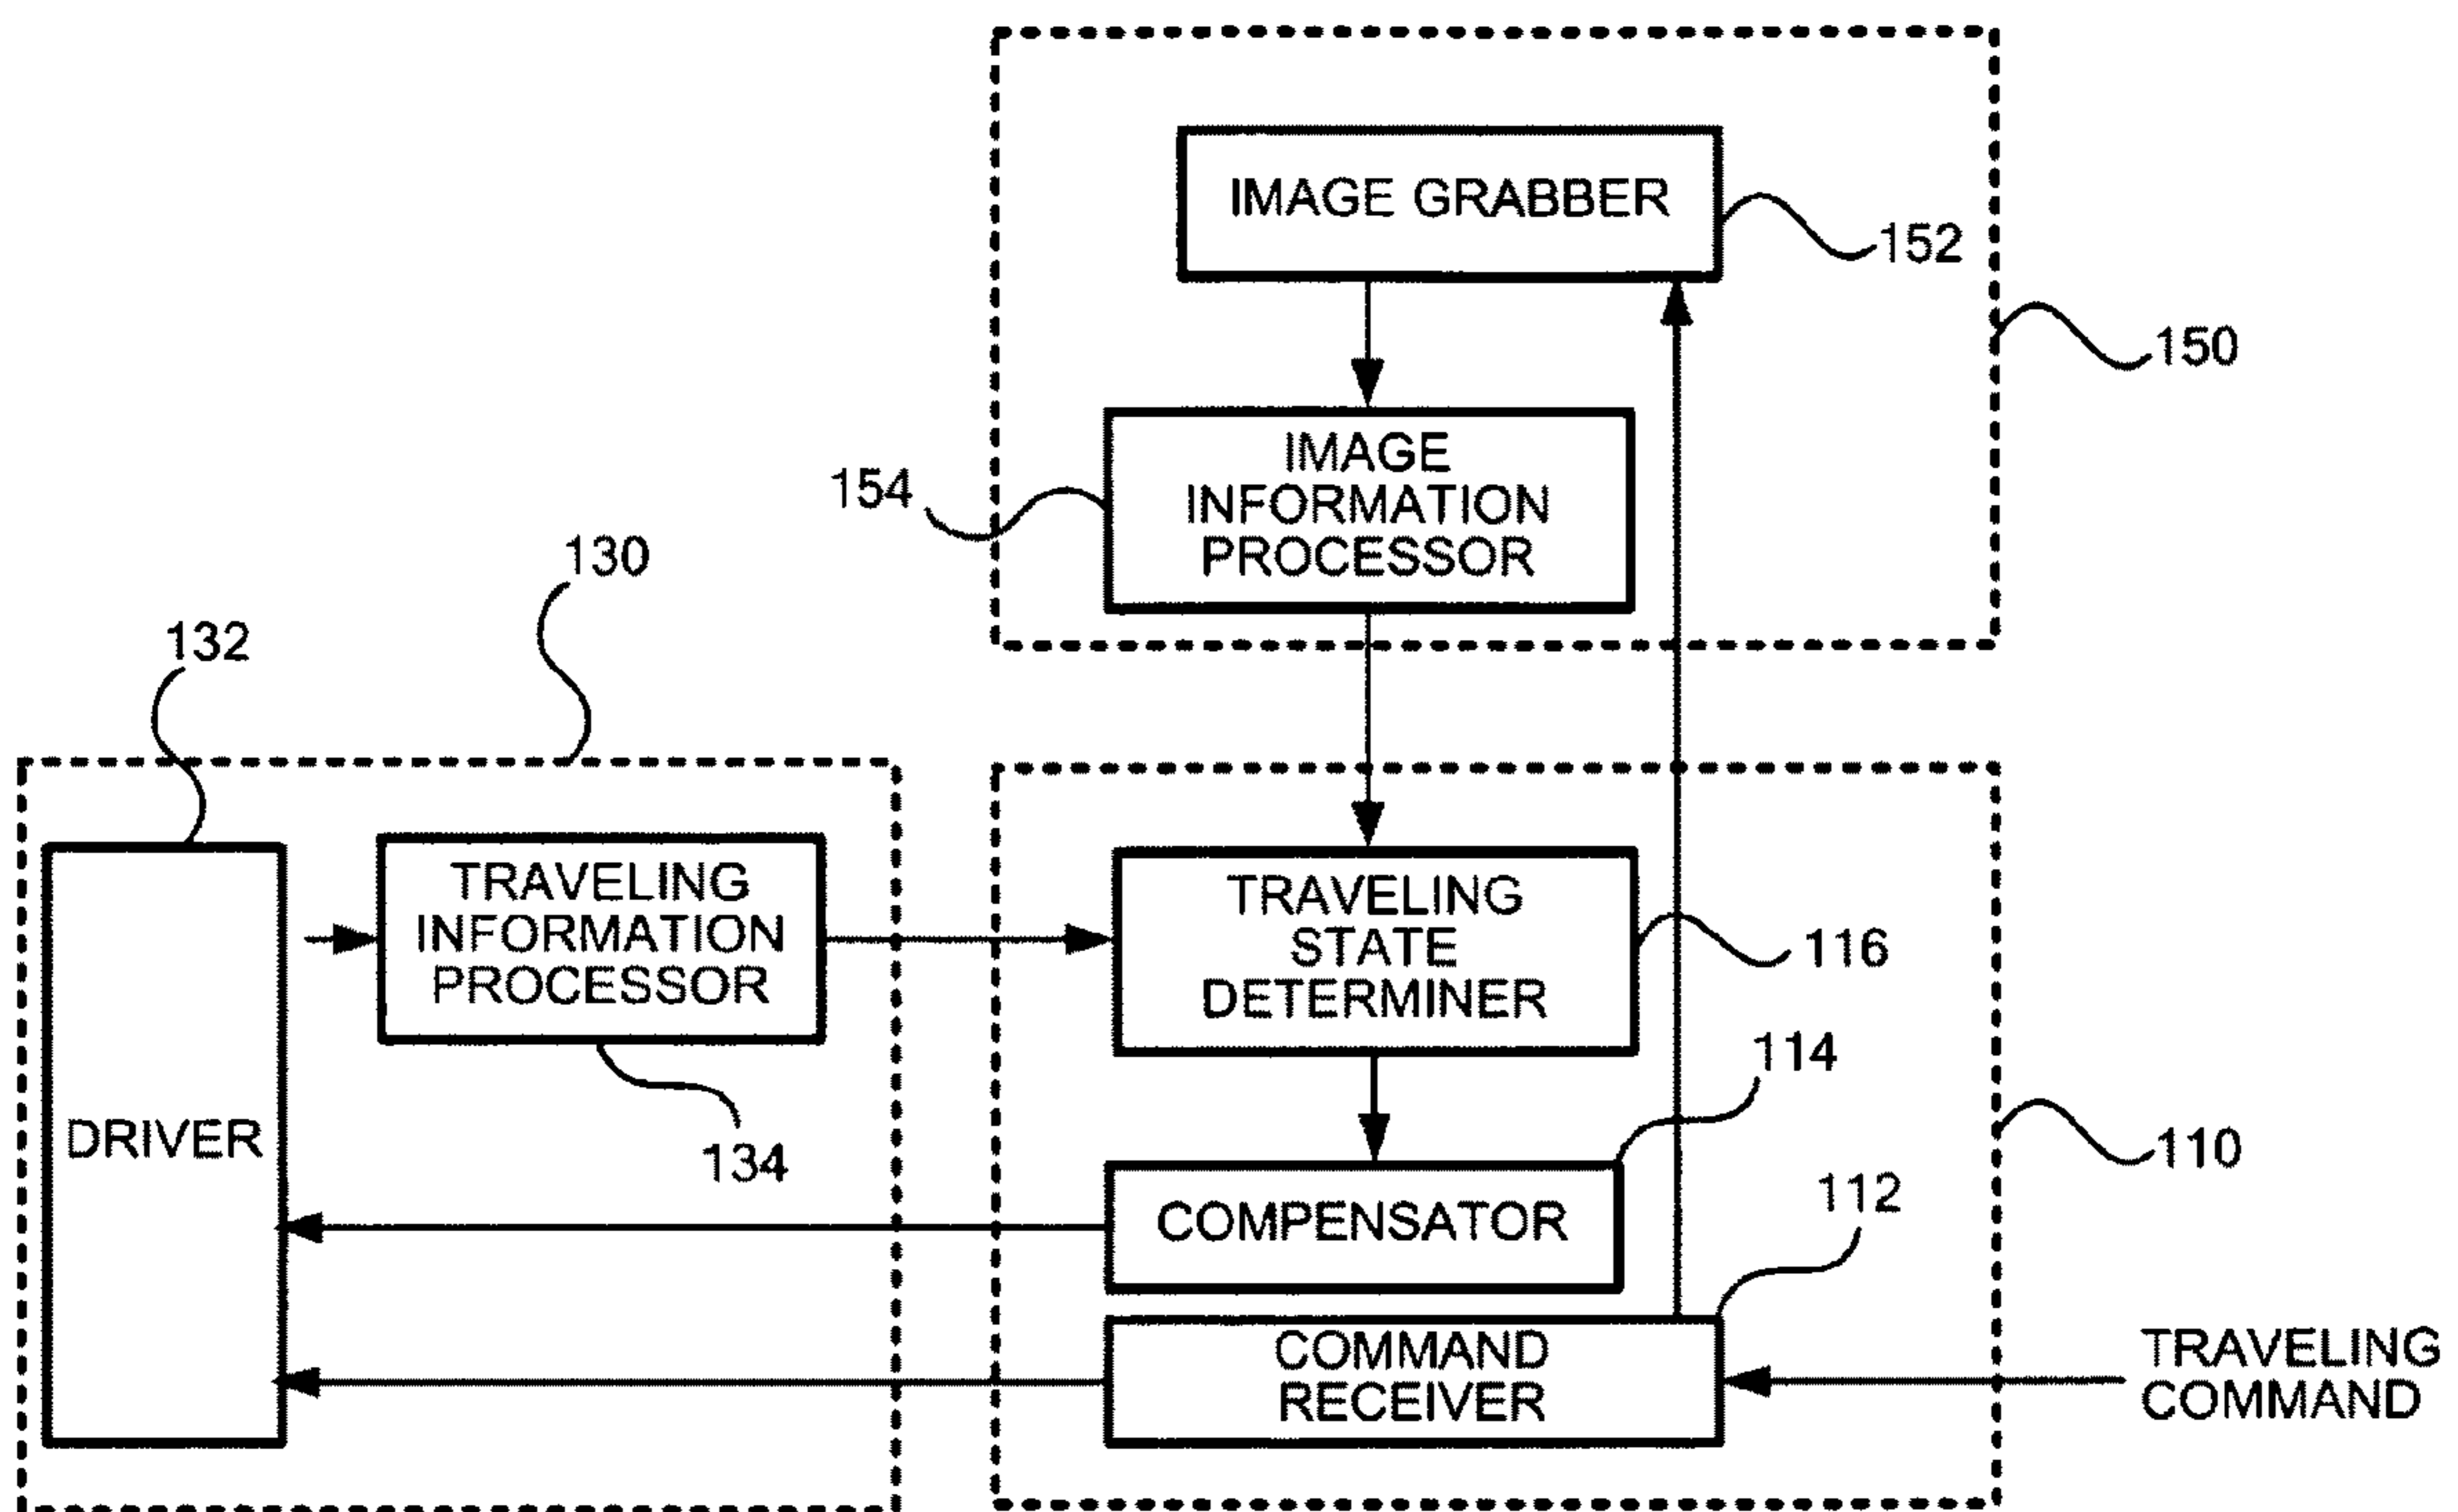 IMAGE GRABBER
152
150
IMAGE
INFORMATION
PROCESSOR
154
130
132
TRAVELING
INFORMATION
PROCESSOR
134
DRIVER
TRAVELING
STATE
DETERMINER
116
114
COMPENSATOR
110
112
COMMAND
RECEIVER
TRAVELING
COMMAND